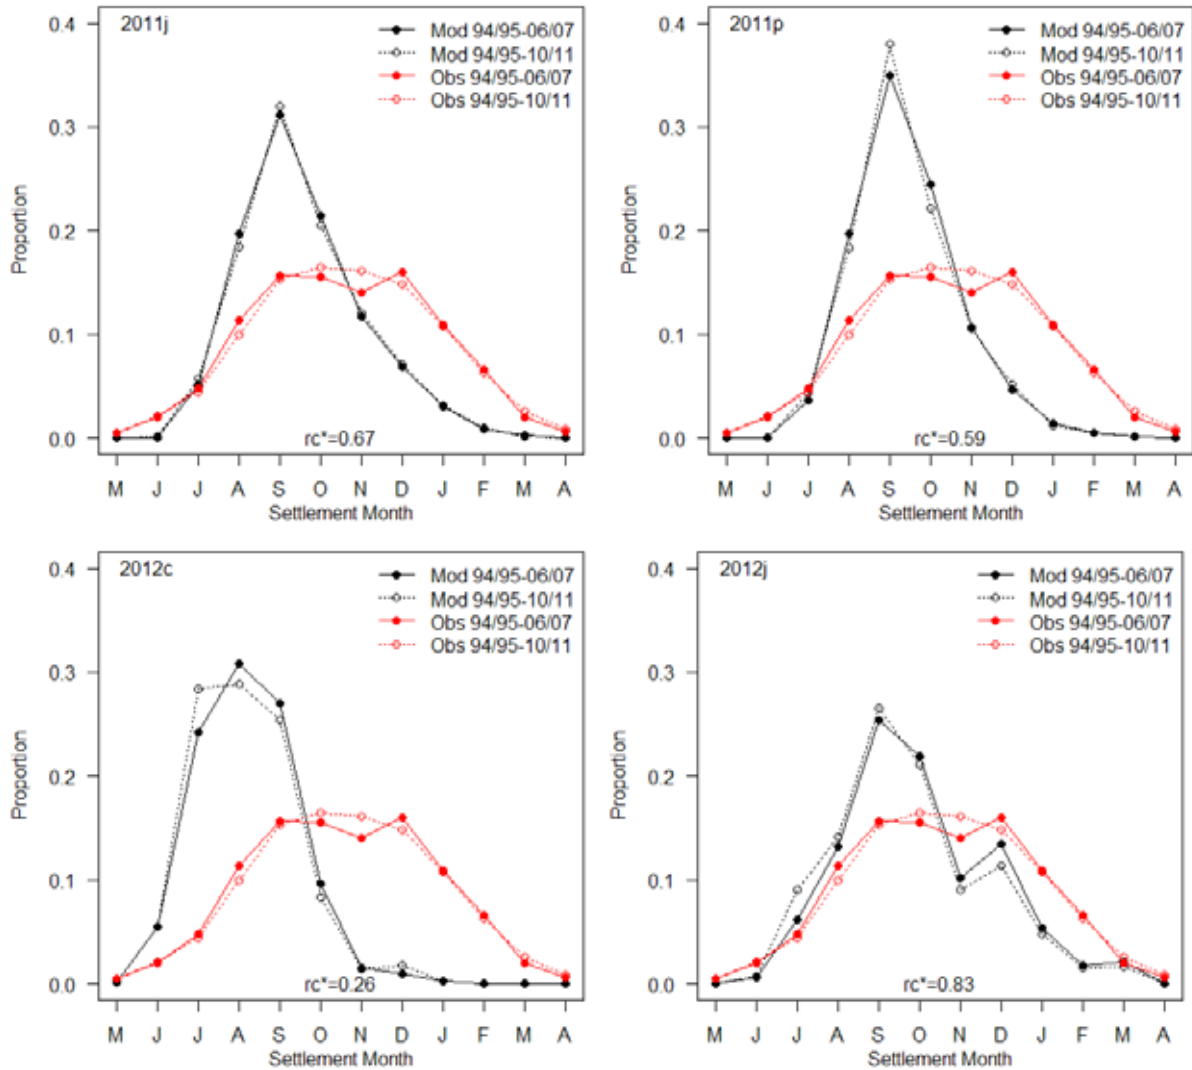 2011j
Mod 94/95-06/07
Mod 94/95-10/11
Obs 94/95-06/07
Obs 94/95-10/11
Proportion
0.4
0.3
0.2
0.1
0.0
rc*=0.67
M J J A S O N D J F M A
Settlement Month
2011p
Mod 94/95-06/07
Mod 94/95-10/11
Obs 94/95-06/07
Obs 94/95-10/11
Proportion
0.4
0.3
0.2
0.1
0.0
rc*=0.59
M J J A S O N D J F M A
Settlement Month
2012c
Mod 94/95-06/07
Mod 94/95-10/11
Obs 94/95-06/07
Obs 94/95-10/11
Proportion
0.4
0.3
0.2
0.1
0.0
rc*=0.26
M J J A S O N D J F M A
Settlement Month
2012j
Mod 94/95-06/07
Mod 94/95-10/11
Obs 94/95-06/07
Obs 94/95-10/11
Proportion
0.4
0.3
0.2
0.1
0.0
rc*=0.83
M J J A S O N D J F M A
Settlement Month